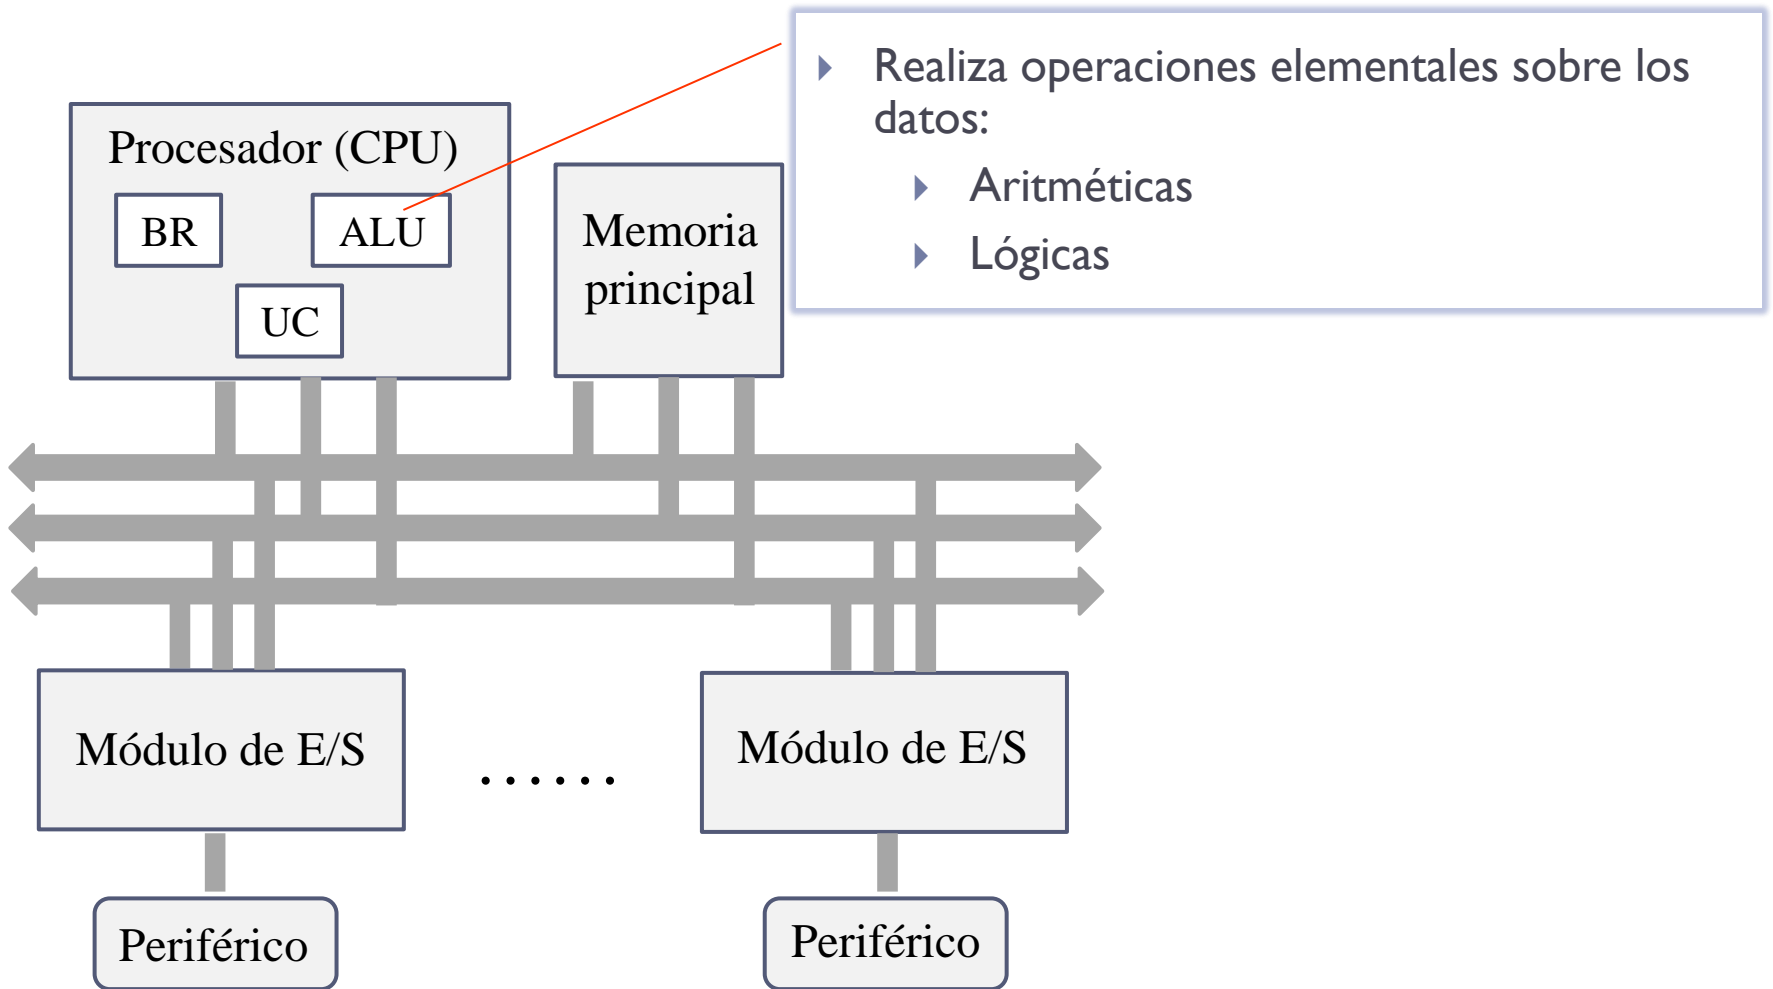 Realiza operaciones elementales sobre los
datos:
Aritméticas
Lógicas
Procesador (CPU)
BR
ALU
UC
Memoria
principal
Módulo de E/S
......
Módulo de E/S
Periférico
Periférico